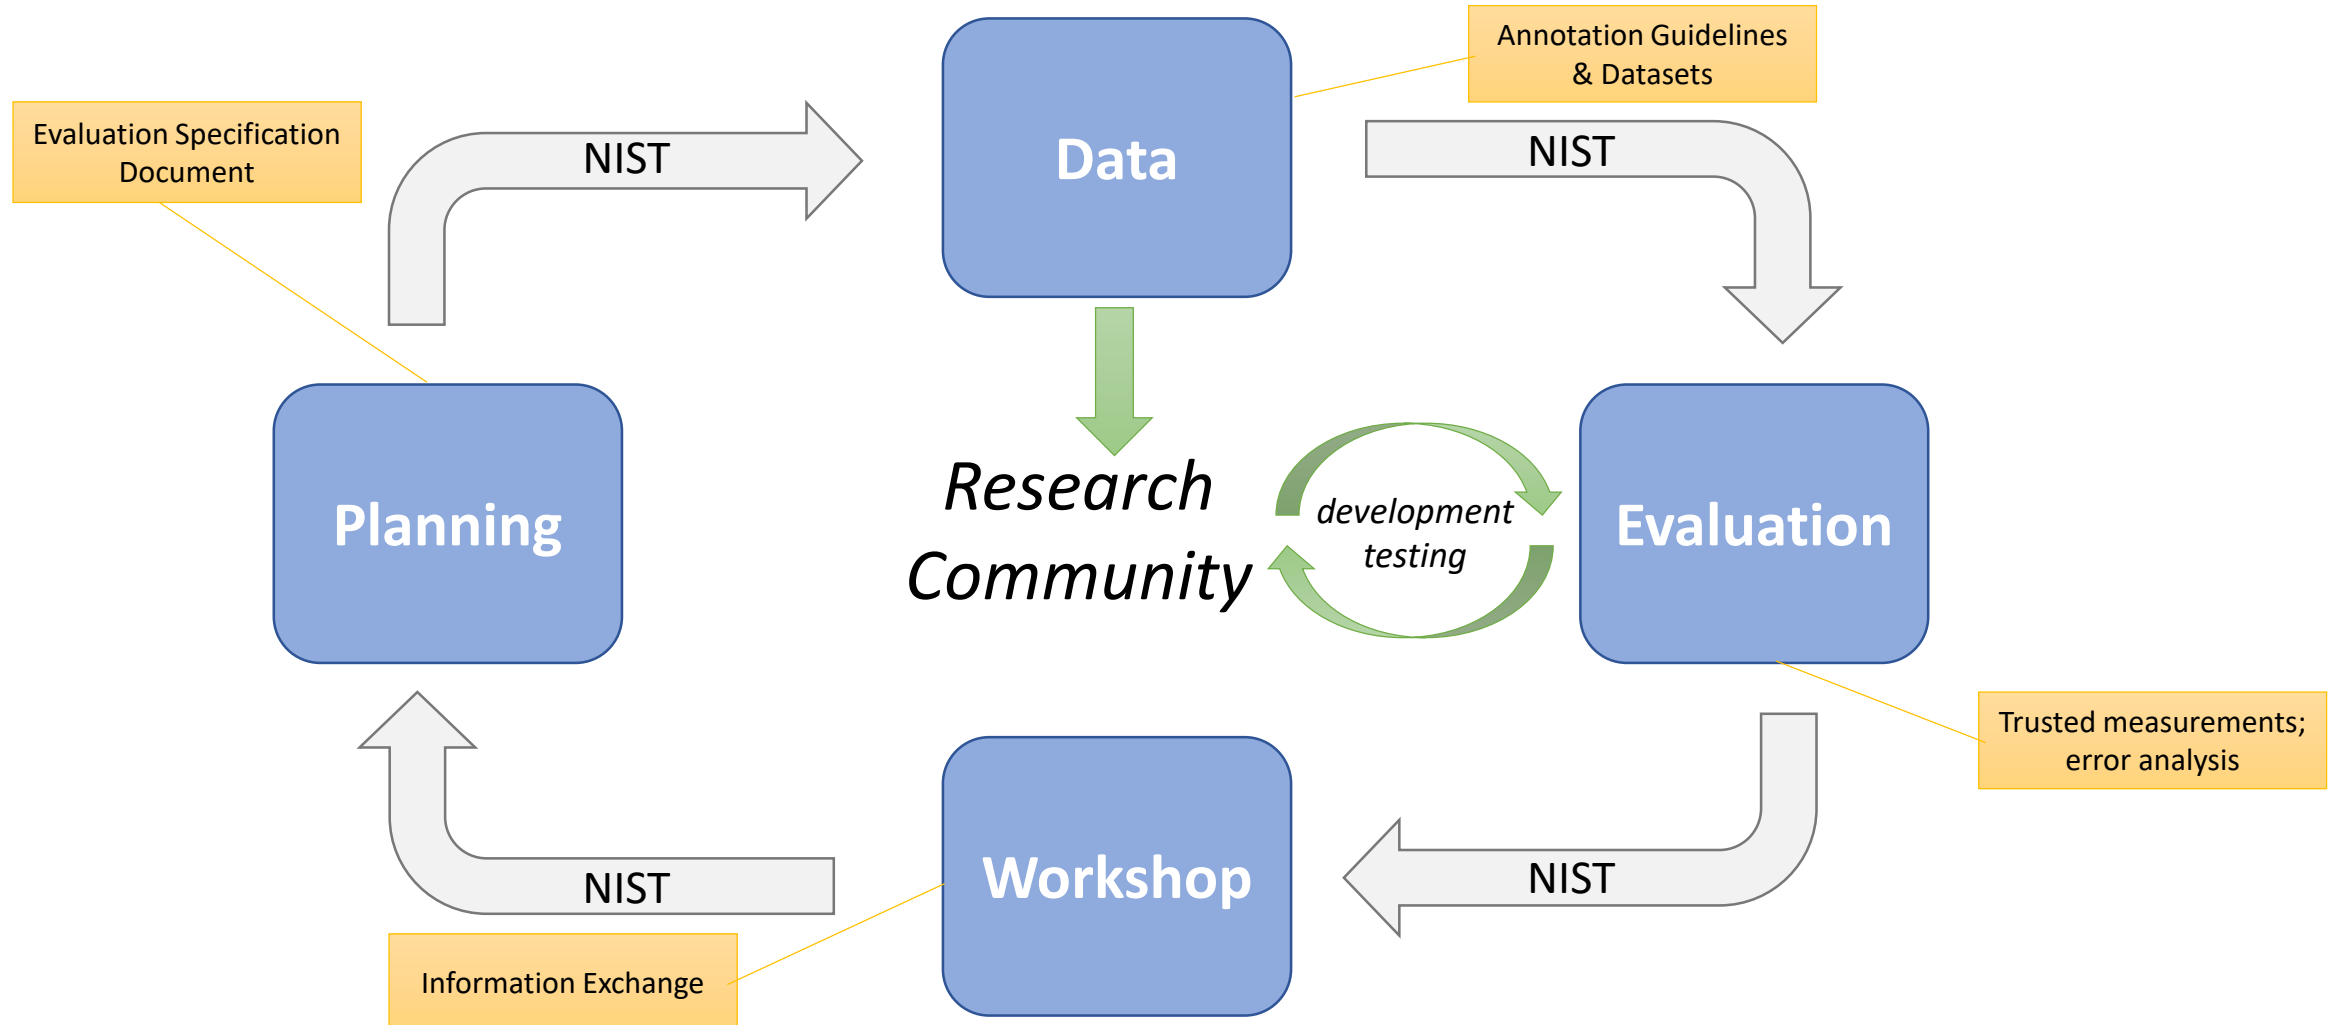 Annotation Guidelines
& Datasets
Evaluation Specification
Document
NIST
Data
NIST
Research
Community
development
testing
Planning
Evaluation
Trusted measurements;
error analysis
NIST
Workshop
NIST
Information Exchange